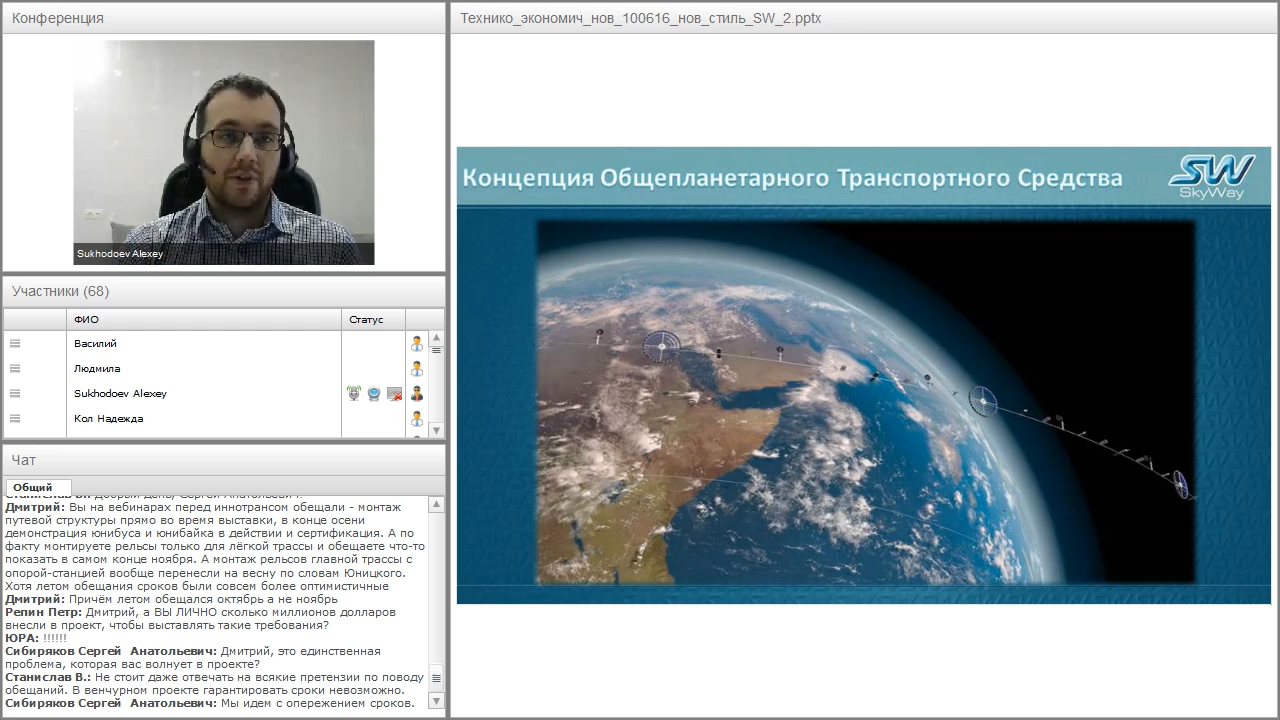 Конференция
Sukhodoev Alexey
Участники (68)
ФИО
Статус
Василий
Людмила
Sukhodoev Alexey
Кол Надежда
Чат
Общий
Станислав В.: Добрый день, Сергей Анатольевич!
Дмитрий: Вы на вебинарах перед иннотрансом обещали - монтаж
путевой структуры прямо во время выставки, в конце осени
демонстрация юнибуса и юнибайка в действии и сертификация. А по
факту монтируете рельсы только для лёгкой трассы и обещаете что-то
показать в самом конце ноября. А монтаж рельсов главной трассы с
опорой-станцией вообще перенесли на весну по словам Юницкого.
Хотя летом обещания сроков были совсем более оптимистичные
Дмитрий: Причём летом обещался октябрь а не ноябрь
Репин Петр: Дмитрий, а ВЫ ЛИЧНО сколько миллионов долларов
внесли в проект, чтобы выставлять такие требования?
ЮРА: !!!!!!
Сибиряков Сергей Анатольевич: Дмитрий, это единственная
проблема, которая вас волнует в проекте?
Станислав В.: Не стоит даже отвечать на всякие претензии по поводу
обещаний. В венчурном проекте гарантировать сроки невозможно.
Сибиряков Сергей Анатольевич: Мы идем с опережением сроков.
Технико_экономич_нов_100616_нов_стиль_SW_2.pptx
Концепция Общепланетарного Транспортного Средства
SW
SkyWay